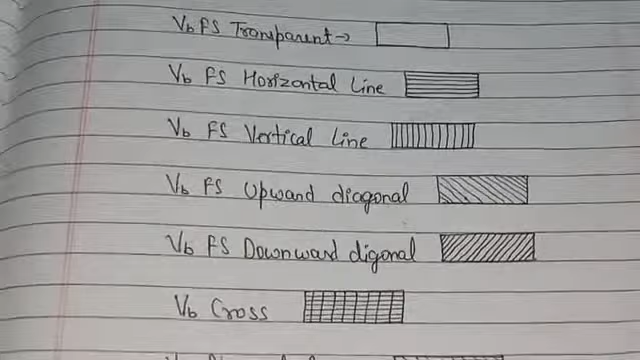 Vb FS Transparent →
Vb FS Horizontal Line
Vb FS Vertical Line
Vb FS Upward diagonal
Vb FS Downward digonal
Vb Cross